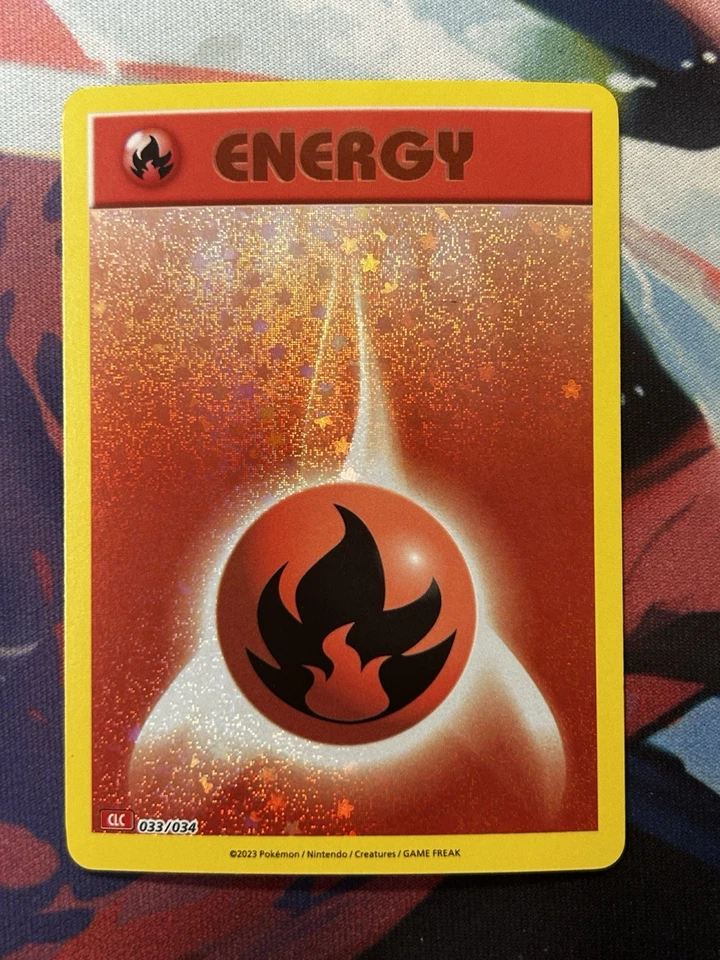 ENERGY
CLC 033/034
©2023 Pokémon / Nintendo / Creatures / GAME FREAK